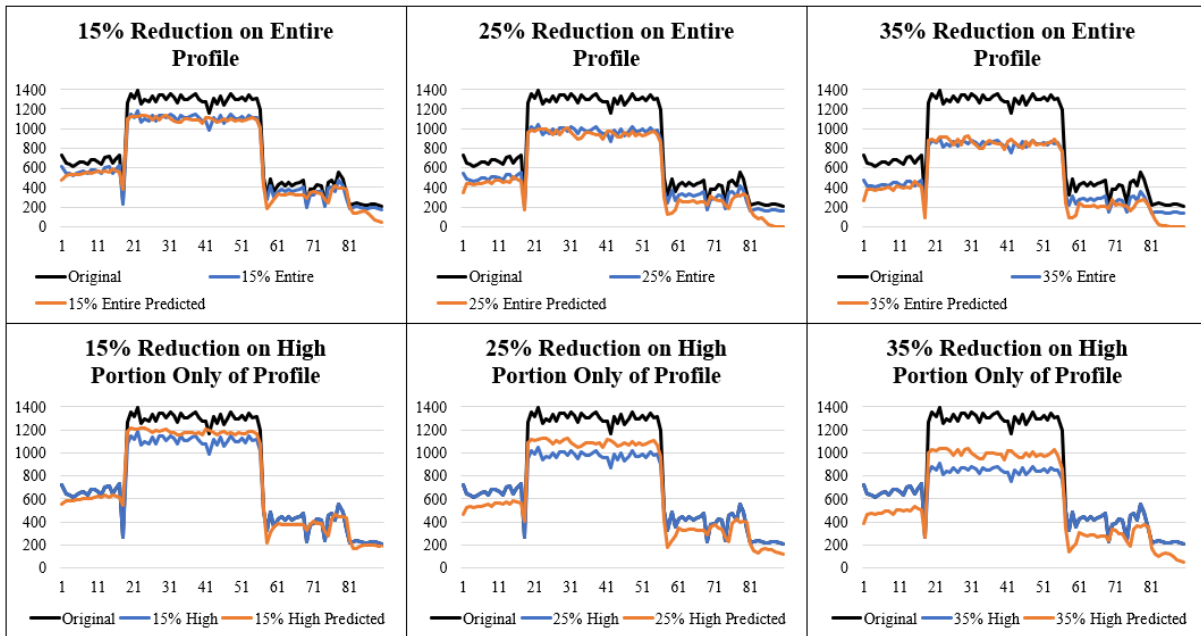 15% Reduction on Entire
Profile
1400
1200
1000
800
600
400
200
0
1 11 21 31 41 51 61 71 81
Original 15% Entire
15% Entire Predicted
25% Reduction on Entire
Profile
1400
1200
1000
800
600
400
200
0
1 11 21 31 41 51 61 71 81
Original 25% Entire
25% Entire Predicted
35% Reduction on Entire
Profile
1400
1200
1000
800
600
400
200
0
1 11 21 31 41 51 61 71 81
Original 35% Entire
35% Entire Predicted
15% Reduction on High
Portion Only of Profile
1400
1200
1000
800
600
400
200
0
1 11 21 31 41 51 61 71 81
Original 15% High 15% High Predicted
25% Reduction on High
Portion Only of Profile
1400
1200
1000
800
600
400
200
0
1 11 21 31 41 51 61 71 81
Original 25% High 25% High Predicted
35% Reduction on High
Portion Only of Profile
1400
1200
1000
800
600
400
200
0
1 11 21 31 41 51 61 71 81
Original 35% High 35% High Predicted